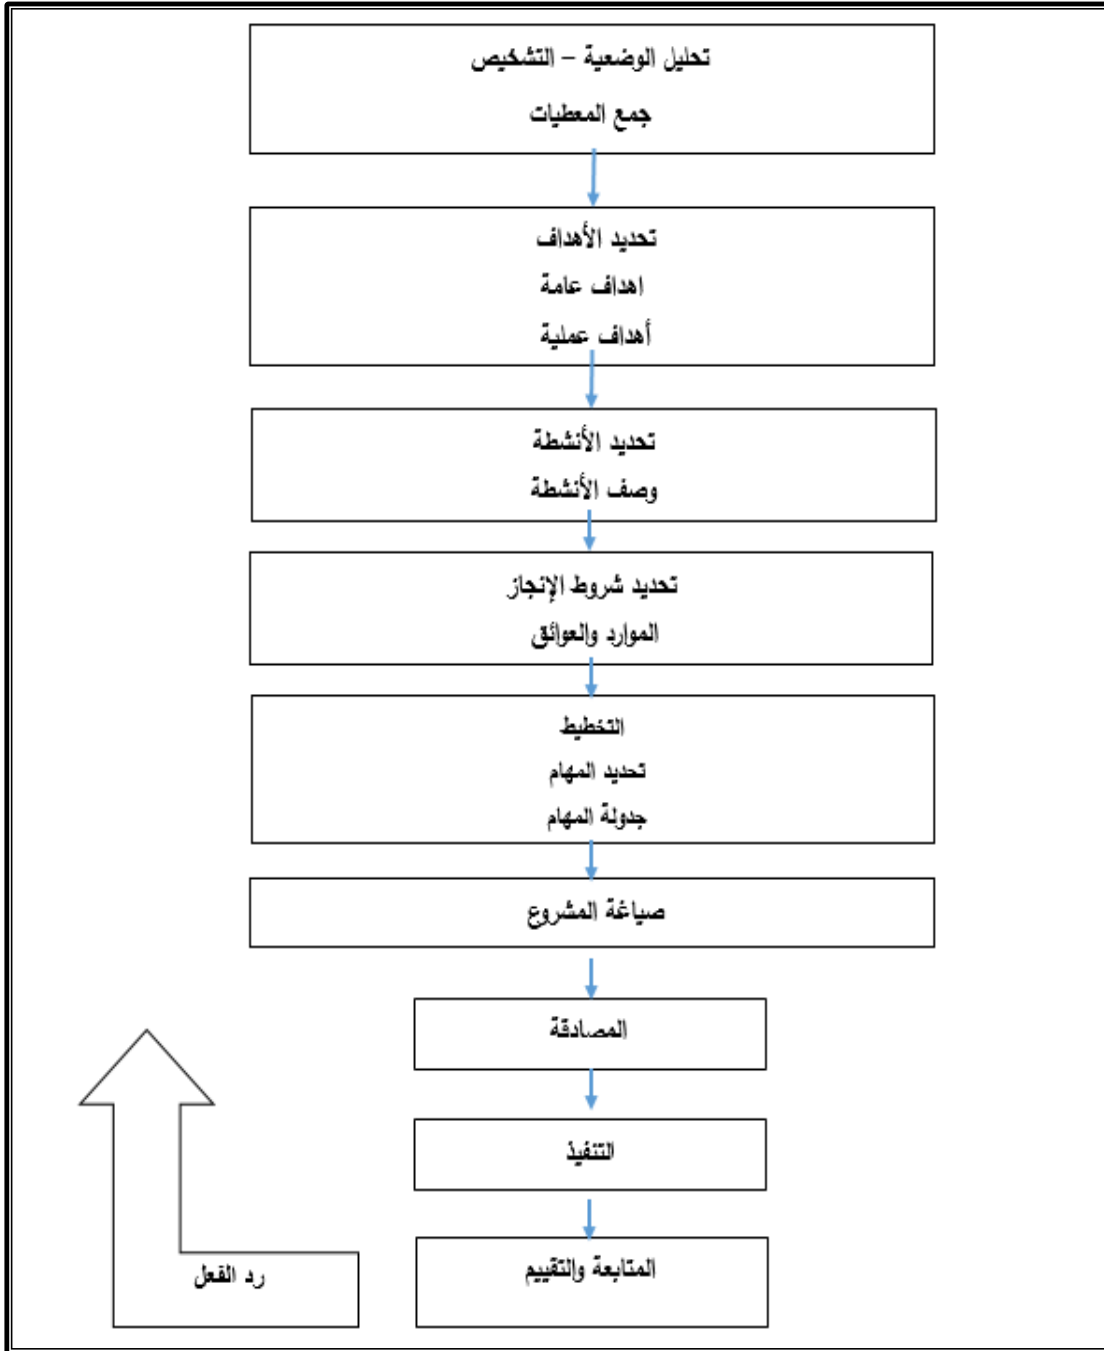 تحليل الوضعية – التشخيص
جمع المعطيات
تحديد الأهداف
اهداف عامة
أهداف عملية
تحديد الأنشطة
وصف الأنشطة
تحديد شروط الإنجاز
الموارد والعوائق
التخطيط
تحديد المهام
جدولة المهام
صياغة المشروع
المصادقة
التنفيذ
المتابعة والتقييم
رد الفعل